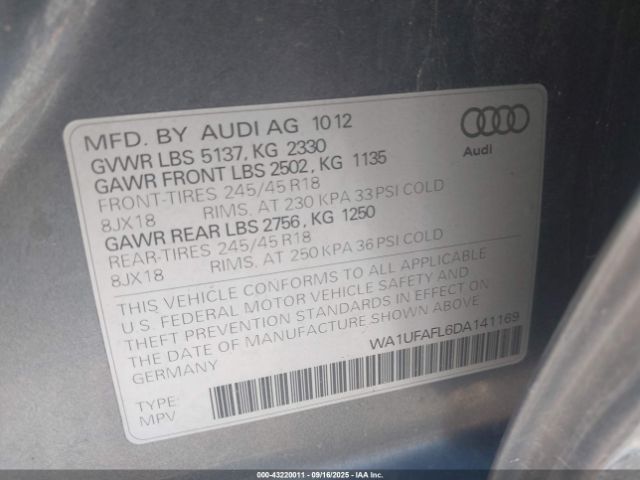 MFD. BY AUDI AG 10 12
GVWR LBS 5137, KG 2330
GAWR FRONT LBS 2502, KG 1135
FRONT-TIRES 245/45 R18
8JX18 RIMS. AT 230 KPA 33 PSI COLD
GAWR REAR LBS 2756, KG 1250
REAR-TIRES 245/45 R18
8JX18 RIMS. AT 250 KPA 36 PSI COLD
Audi
THIS VEHICLE CONFORMS TO ALL APPLICABLE
U.S. FEDERAL MOTOR VEHICLE SAFETY AND
THEFT PREVENTION STANDARDS IN EFFECT ON
THE DATE OF MANUFACTURE SHOWN ABOVE
GERMANY
WA1UFAFL6DA141169
TYPE:
MPV
000-43220011 - 09/16/2025 - IAA